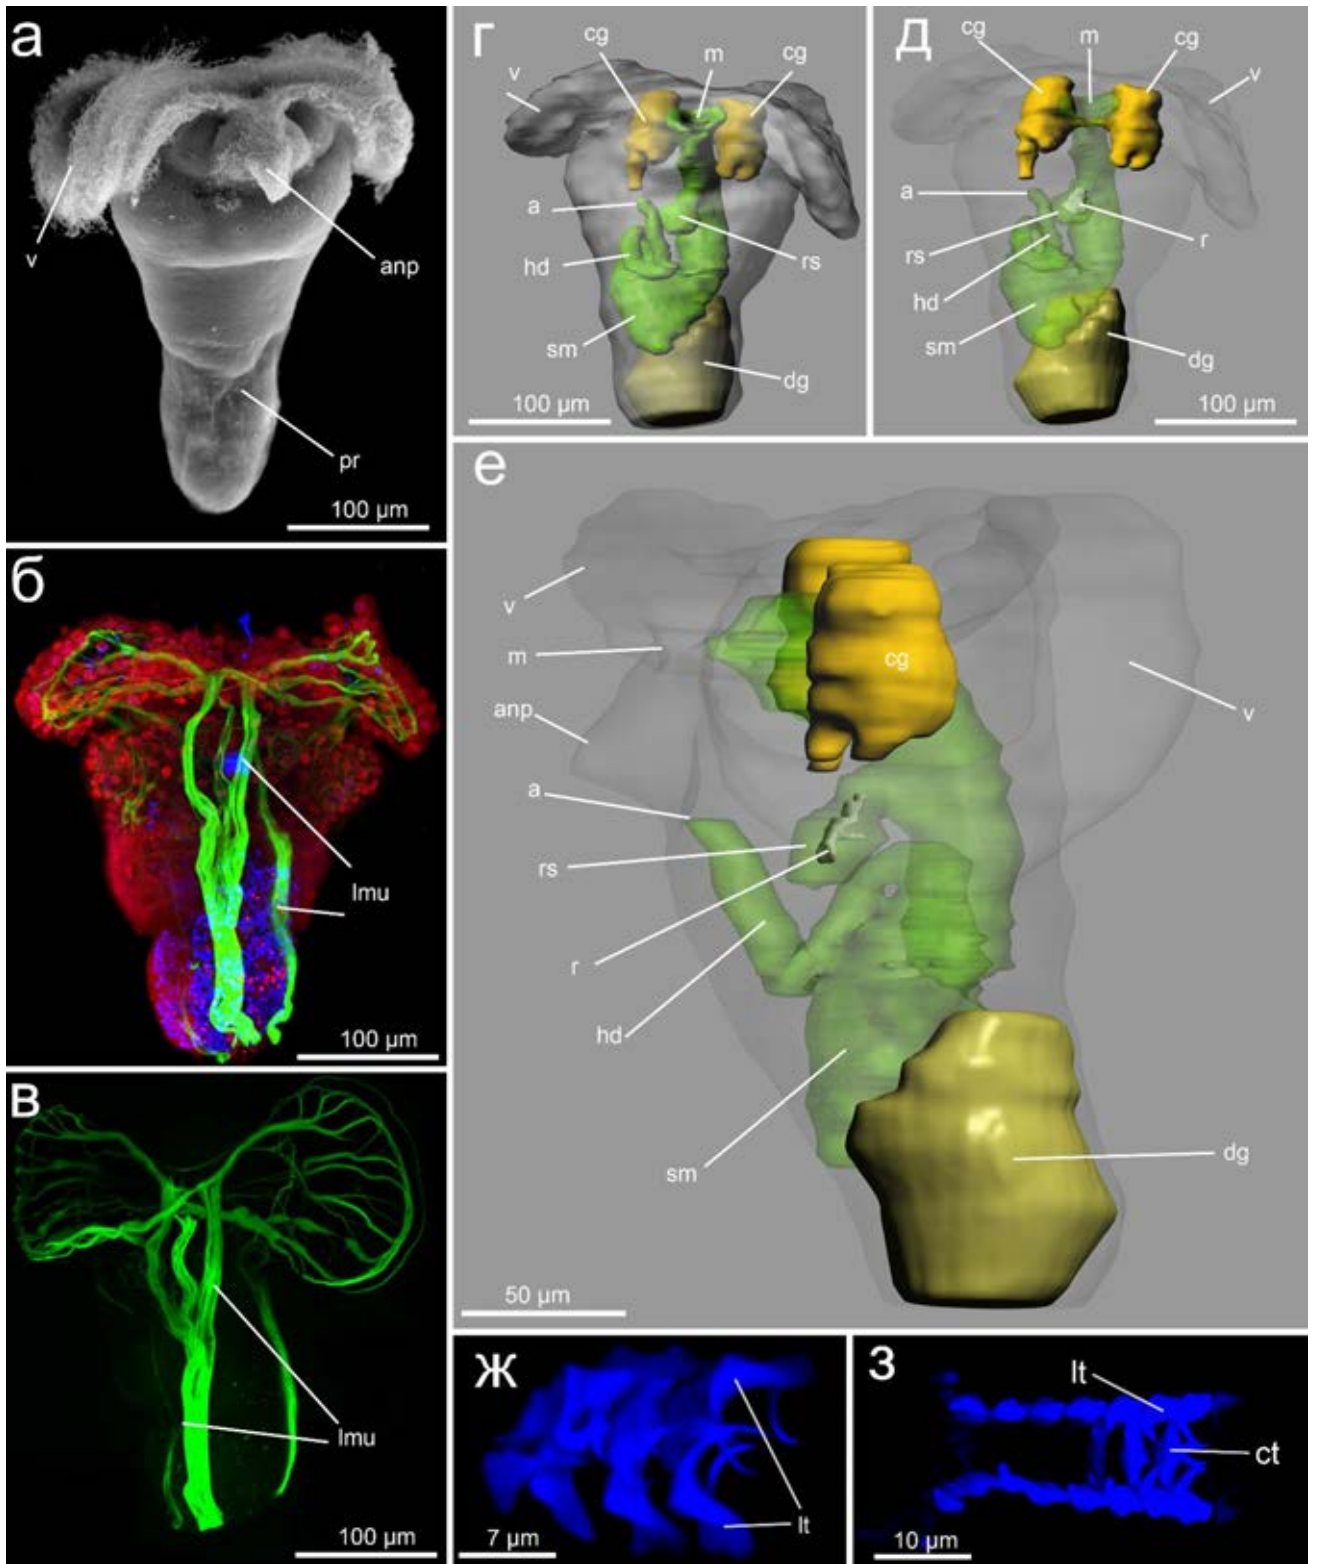 а
v
anp
pr
100 µm
б
lmu
100 µm
в
lmu
100 µm
г
cg
m
cg
v
a
hd
rs
sm
dg
100 µm
д
cg
m
cg
v
a
rs
r
hd
sm
dg
100 µm
е
v
m
cg
anp
v
a
rs
r
hd
sm
dg
50 µm
ж
lt
7 µm
з
lt
ct
10 µm